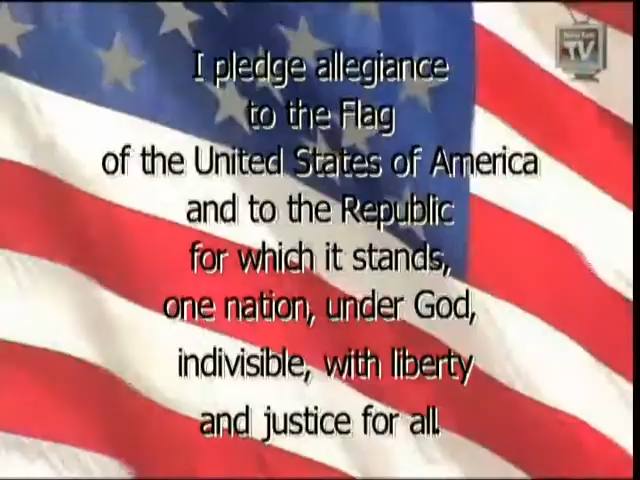 I pledge allegiance
to the Flag
of the United States of America
and to the Republic
for which it stands,
one nation, under God,
indivisible, with liberty
and justice for all.
TV